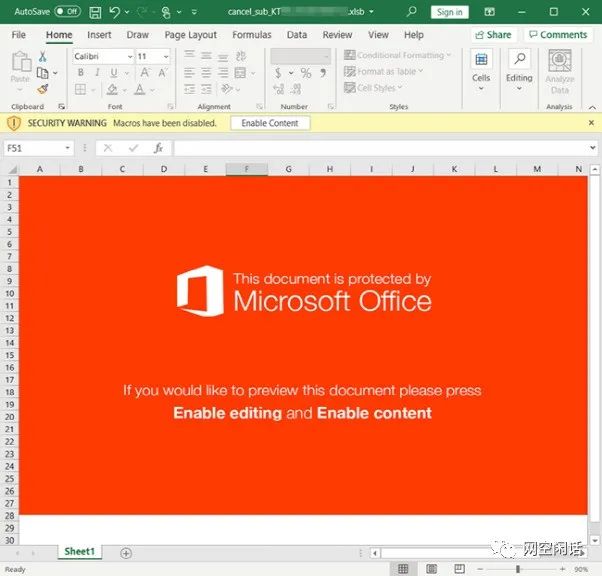 AutoSave Off cancel_sub_KT .xlsb Sign in
File Home Insert Draw Page Layout Formulas Data Review View Help Share Comments
Paste Calibri 11 Conditional Formatting Cells Editing Analyze Data
B I U A A $ % , Format as Table
Cell Styles
Clipboard Font Alignment Number Styles Analysis
SECURITY WARNING Macros have been disabled. Enable Content
F51 fx
A B C D E F G H I J K L M N
1
2
3
4
5
6
7
8
9
10
11
12
13
14
15
16
17
18
19
20
21
22
23
24
25
26
27
28
29
30
This document is protected by
Microsoft Office
If you would like to preview this document please press
Enable editing and Enable content
网空闲话
Sheet1
Ready 90%